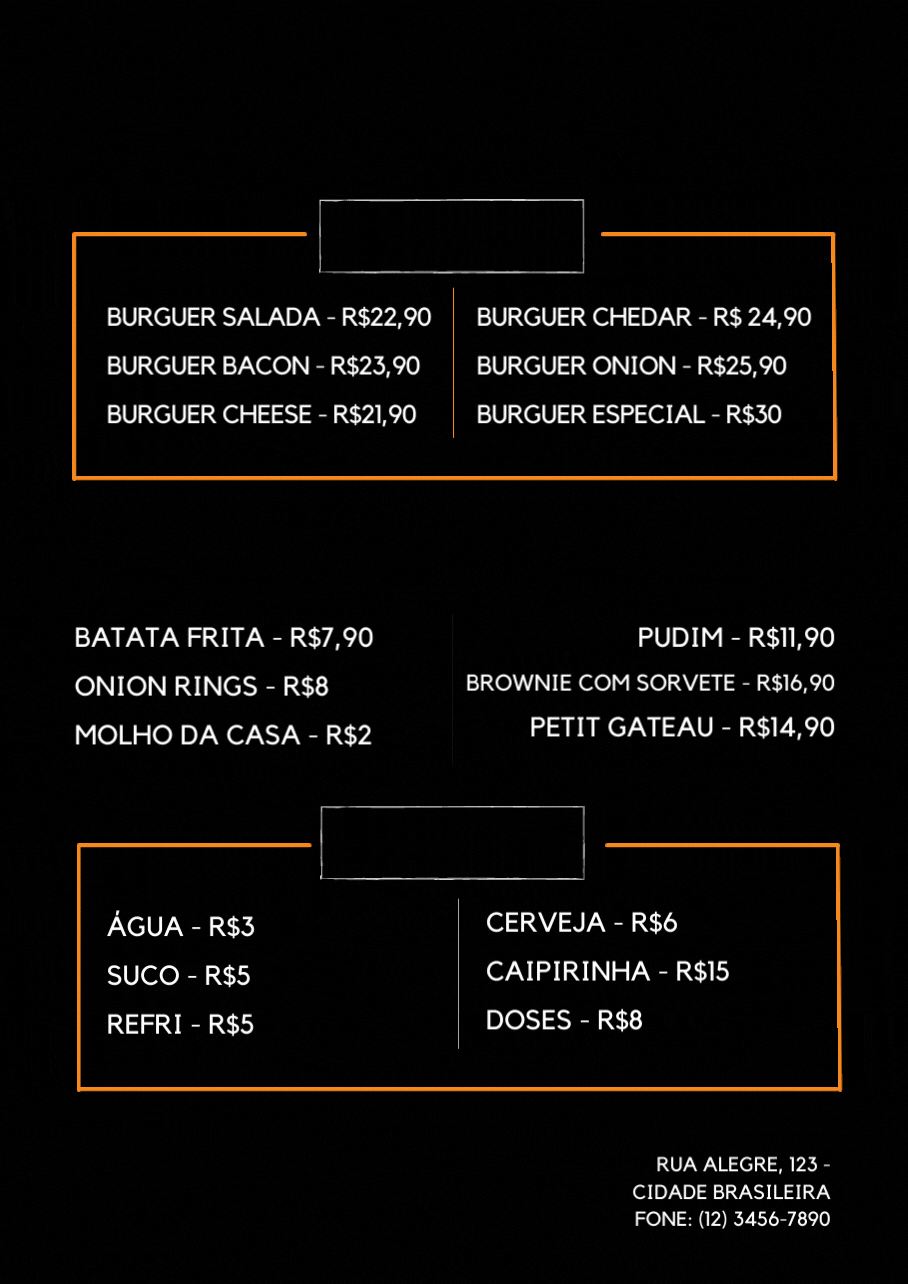 BURGUER SALADA - R$22,90
BURGUER BACON - R$23,90
BURGUER CHEESE - R$21,90
BURGUER CHEDAR - R$ 24,90
BURGUER ONION - R$25,90
BURGUER ESPECIAL - R$30
BATATA FRITA - R$7,90
ONION RINGS - R$8
MOLHO DA CASA - R$2
PUDIM - R$11,90
BROWNIE COM SORVETE - R$16,90
PETIT GATEAU - R$14,90
ÁGUA - R$3
SUCO - R$5
REFRI - R$5
CERVEJA - R$6
CAIPIRINHA - R$15
DOSES - R$8
RUA ALEGRE, 123 -
CIDADE BRASILEIRA
FONE: (12) 3456-7890